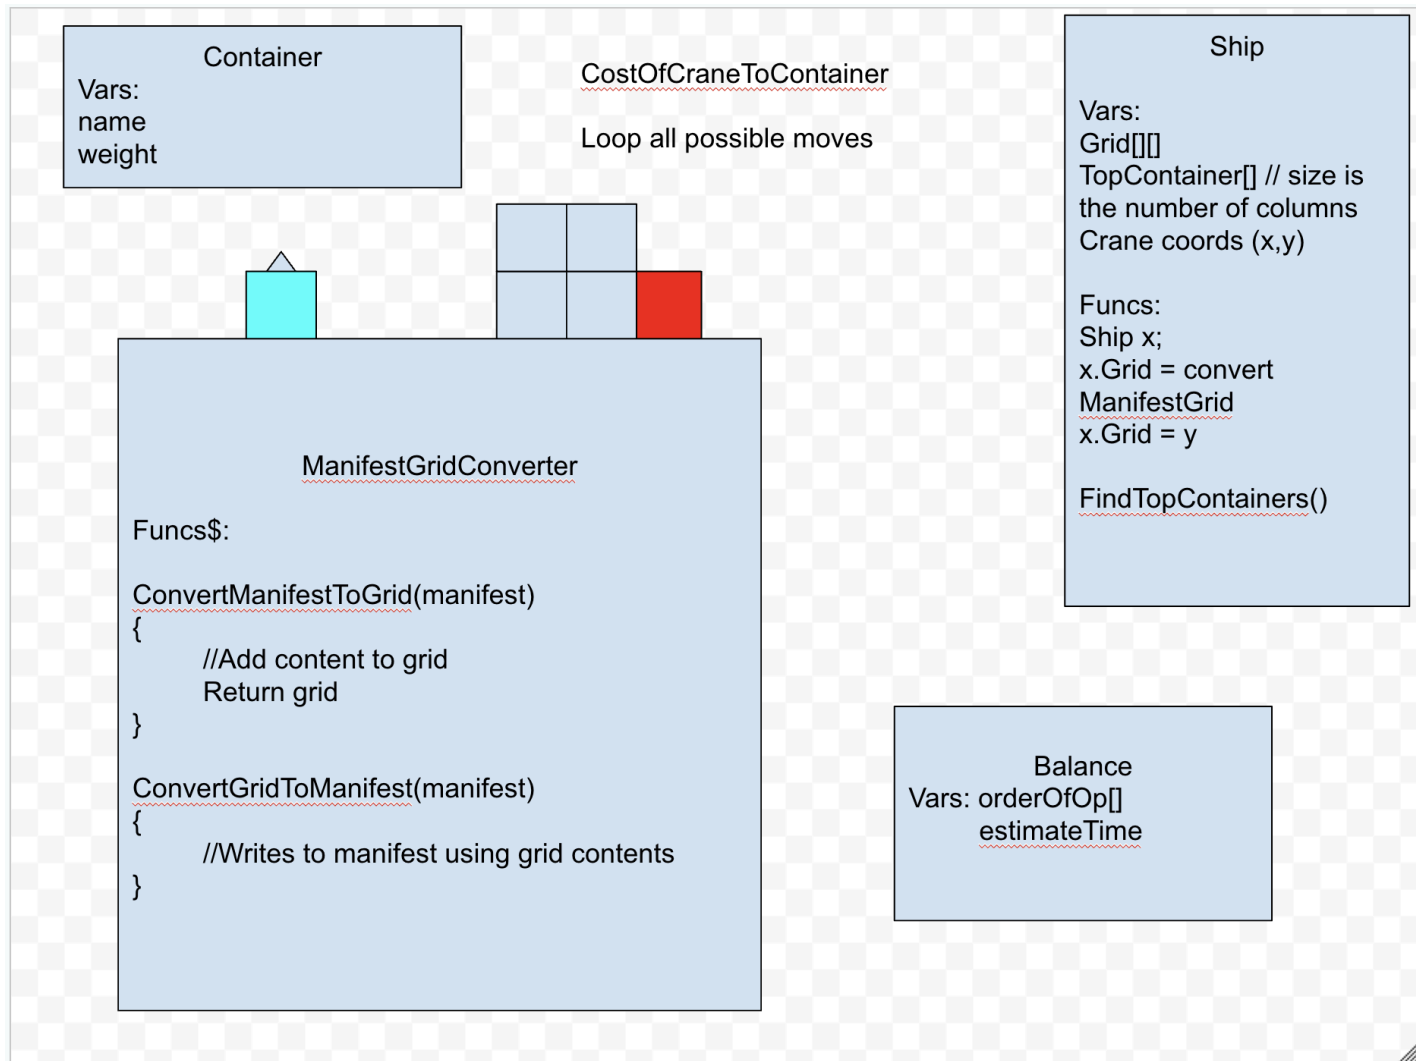 Container
Vars:
name
weight
CostOfCraneToContainer
Loop all possible moves
Ship
Vars:
Grid[][]
TopContainer[] // size is
the number of columns
Crane coords (x,y)
Funcs:
Ship x;
x.Grid = convert
ManifestGrid
x.Grid = y
FindTopContainers()
ManifestGridConverter
Funcs$:
ConvertManifestToGrid(manifest)
{
//Add content to grid
Return grid
}
ConvertGridToManifest(manifest)
{
//Writes to manifest using grid contents
}
Balance
Vars: orderOfOp[]
estimateTime